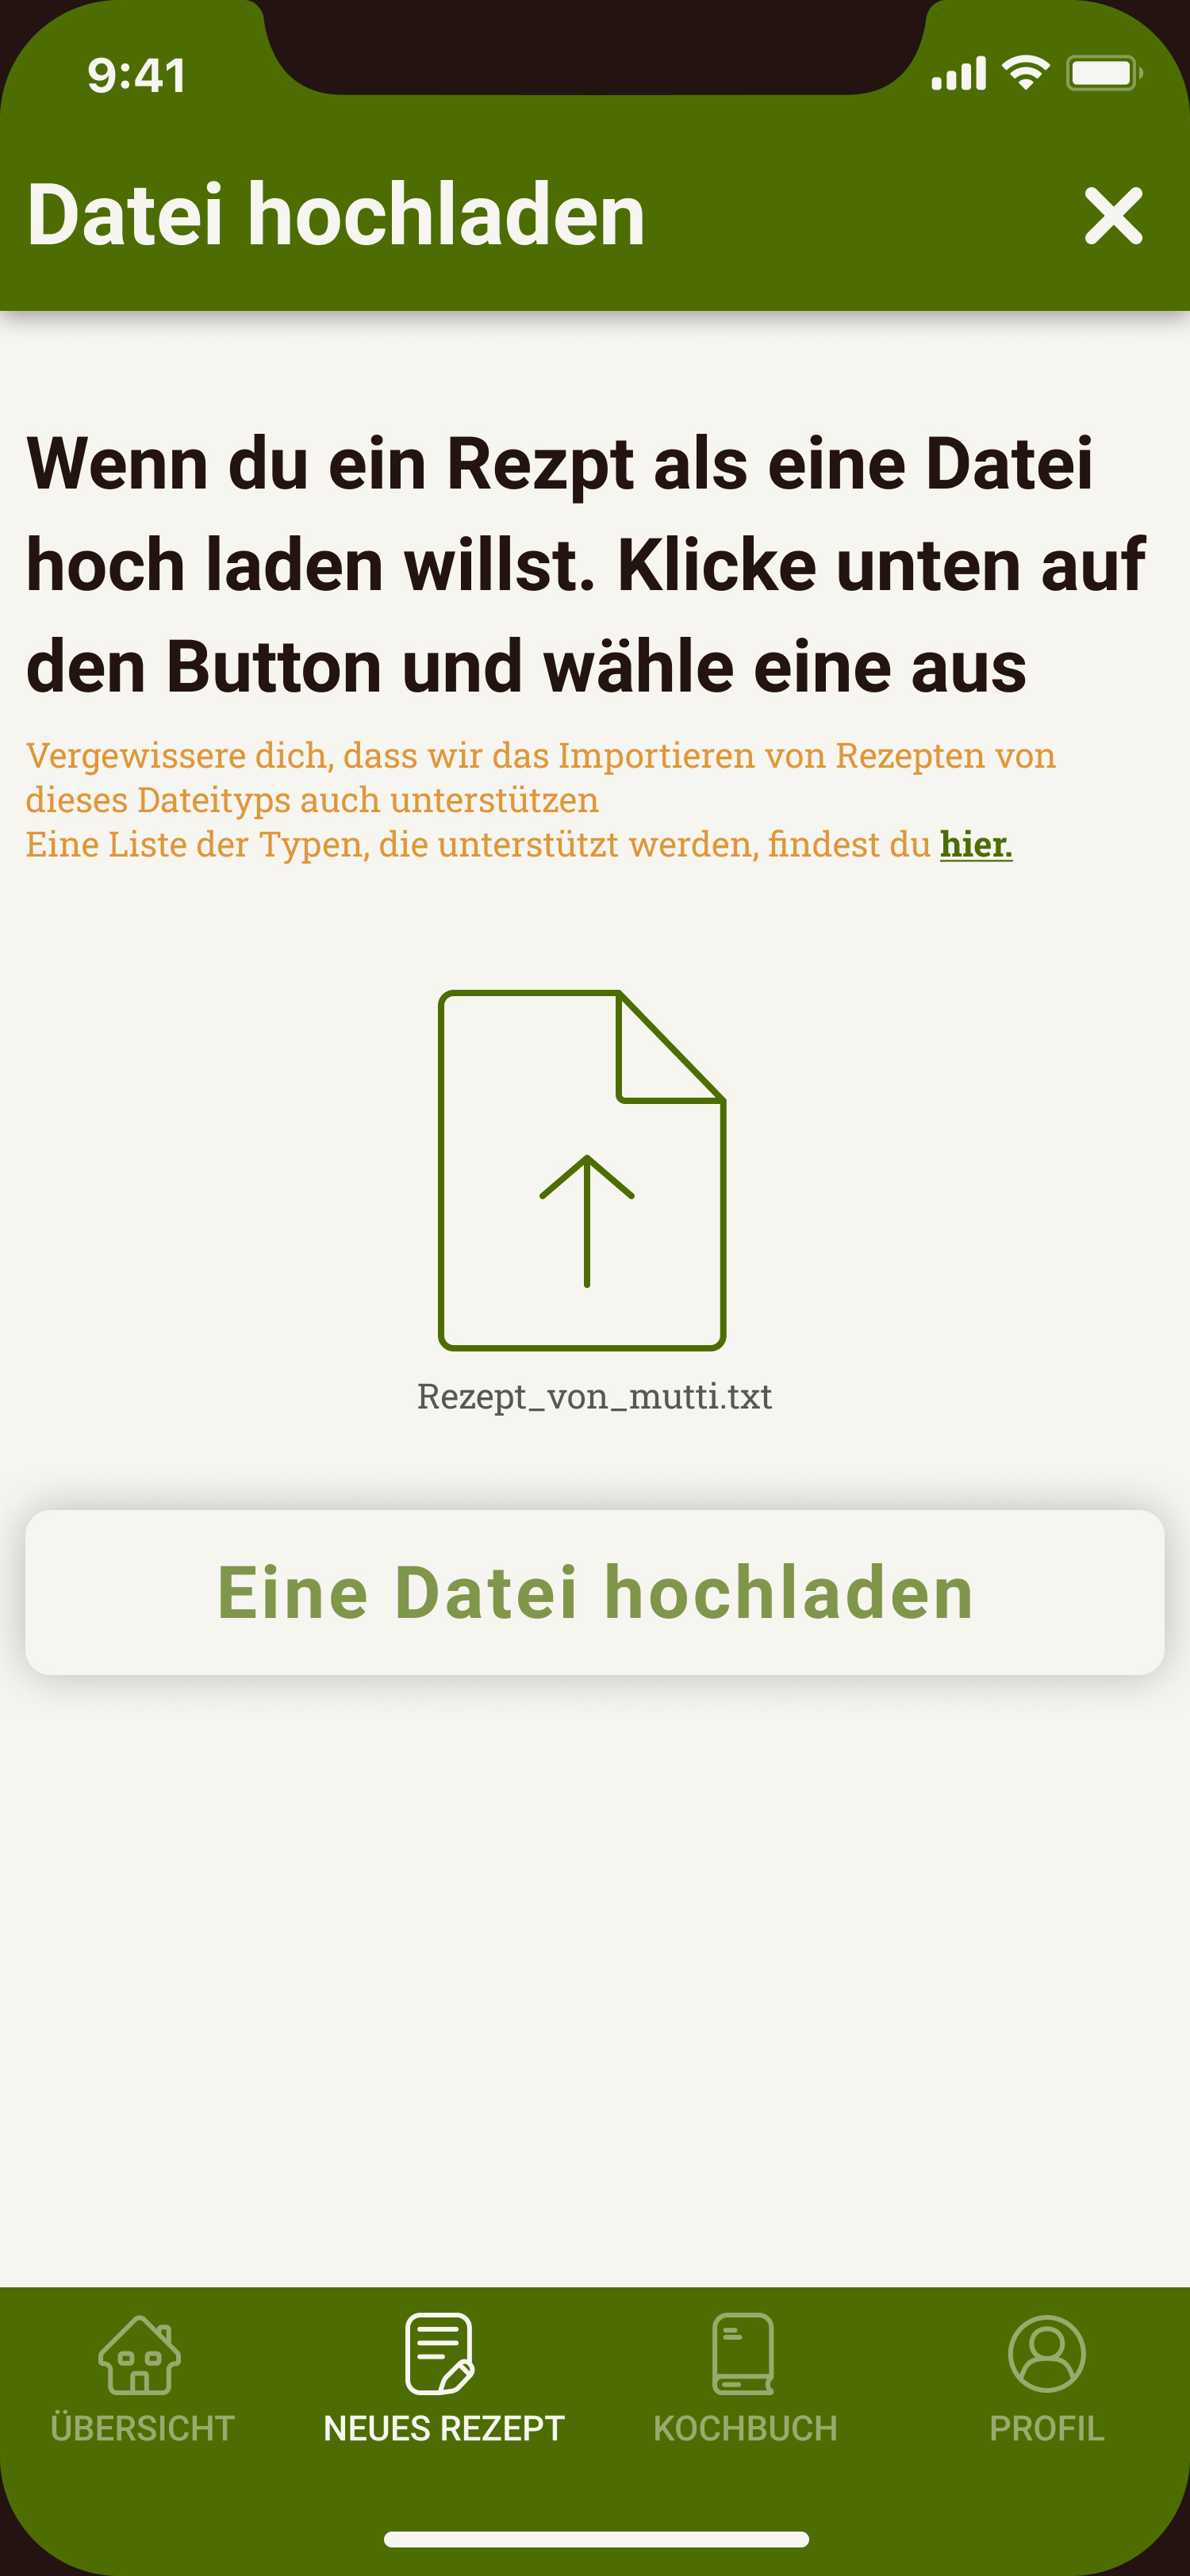 9:41
Datei hochladen
Wenn du ein Rezpt als eine Datei
hoch laden willst. Klicke unten auf
den Button und wähle eine aus
Vergewissere dich, dass wir das Importieren von Rezepten von
dieses Dateityps auch unterstützen
Eine Liste der Typen, die unterstützt werden, findest du hier.
Rezept_von_mutti.txt
Eine Datei hochladen
ÜBERSICHT NEUES REZEPT KOCHBUCH PROFIL